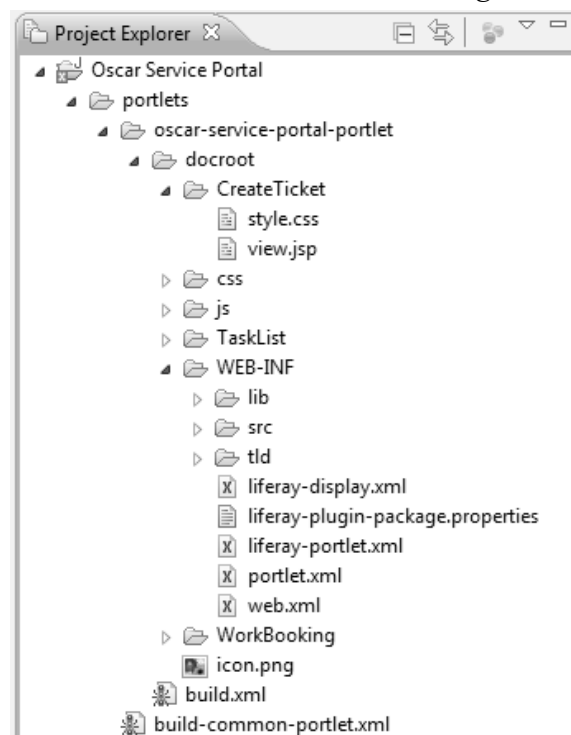 Project Explorer
Oscar Service Portal
portlets
oscar-service-portal-portlet
docroot
CreateTicket
style.css
view.jsp
css
js
TaskList
WEB-INF
lib
src
tld
liferay-display.xml
liferay-plugin-package.properties
liferay-portlet.xml
portlet.xml
web.xml
WorkBooking
icon.png
build.xml
build-common-portlet.xml